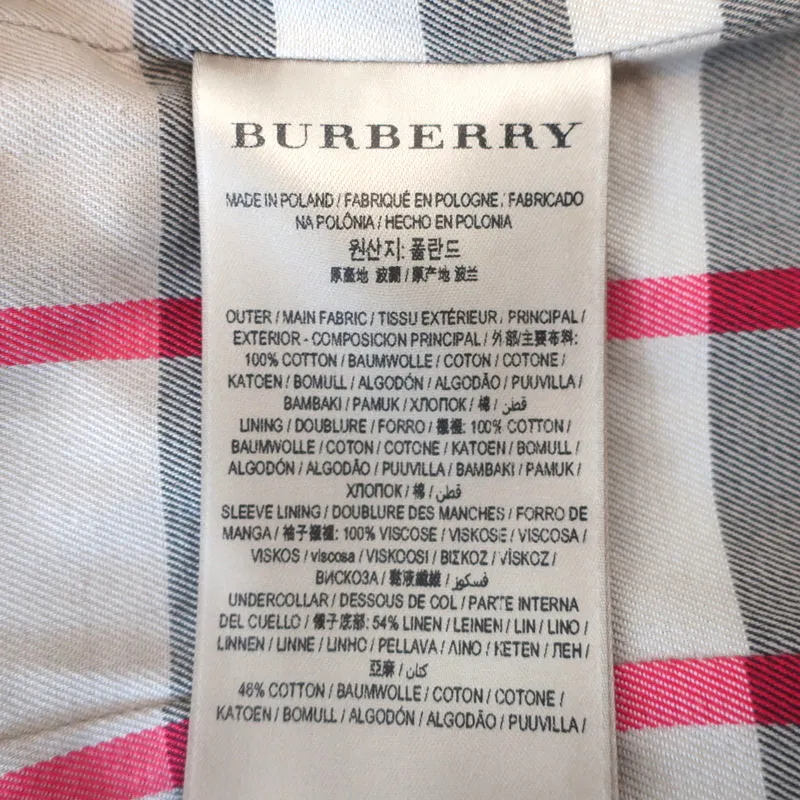 BURBERRY
MADE IN POLAND / FABRIQUÉ EN POLOGNE / FABRICADO
NA POLÔNIA / HECHO EN POLONIA
원산지: 폴란드
原產地 波蘭 / 原产地 波兰
OUTER / MAIN FABRIC / TISSU EXTÉRIEUR, PRINCIPAL /
EXTERIOR - COMPOSICION PRINCIPAL / 外部/主要布料:
100% COTTON / BAUMWOLLE / COTON / COTONE /
KATOEN / BOMULL / ALGODÓN / ALGODÃO / PUUVILLA /
BAMBAKI / PAMUK / ХЛОПОК / 棉 / قطن
LINING / DOUBLURE / FORRO / 襯裡: 100% COTTON /
BAUMWOLLE / COTON / COTONE / KATOEN / BOMULL /
ALGODÓN / ALGODÃO / PUUVILLA / BAMBAKI / PAMUK /
ХЛОПОК / 棉 / قطن
SLEEVE LINING / DOUBLURE DES MANCHES / FORRO DE
MANGA / 袖子襯裡: 100% VISCOSE / VISKOSE / VISCOSA /
VISKOS / viscosa / VISKOOSI / ΒΙΣΚΟΖ / VİSKOZ /
ВИСКОЗА / 黏液纖維 / فسكوز
UNDERCOLLAR / DESSOUS DE COL / PARTE INTERNA
DEL CUELLO / 領子底部: 54% LINEN / LEINEN / LIN / LINO /
LINNEN / LINNE / LINHO / PELLAVA / ΛΙΝΟ / KETEN / ЛЕН /
亞麻 / كتان
46% COTTON / BAUMWOLLE / COTON / COTONE /
KATOEN / BOMULL / ALGODÓN / ALGODÃO / PUUVILLA /